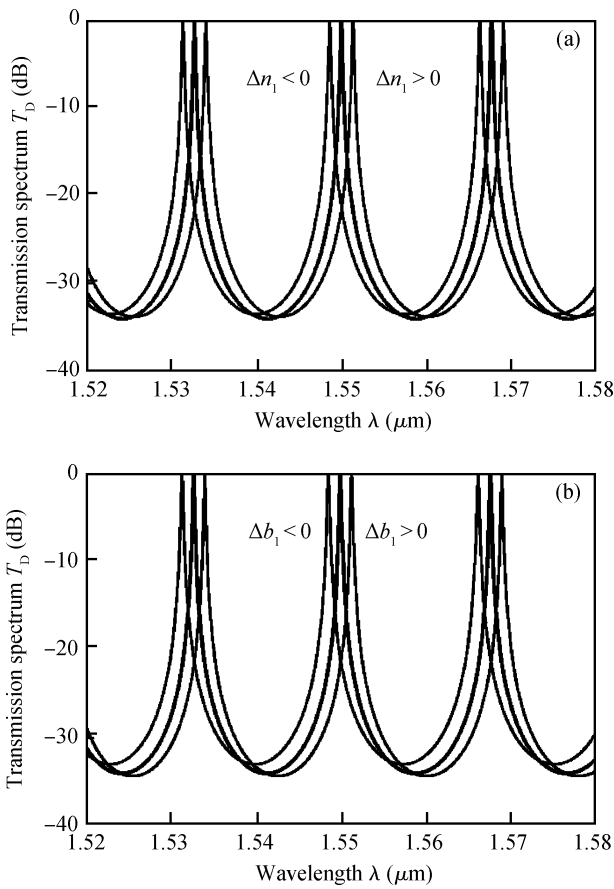 (a)
Δn₁ < 0 Δn₁ > 0
Transmission spectrum T_D (dB)
0
−10
−20
−30
−40
1.52 1.53 1.54 1.55 1.56 1.57 1.58
Wavelength λ (μm)
(b)
Δb₁ < 0 Δb₁ > 0
Transmission spectrum T_D (dB)
0
−10
−20
−30
−40
1.52 1.53 1.54 1.55 1.56 1.57 1.58
Wavelength λ (μm)